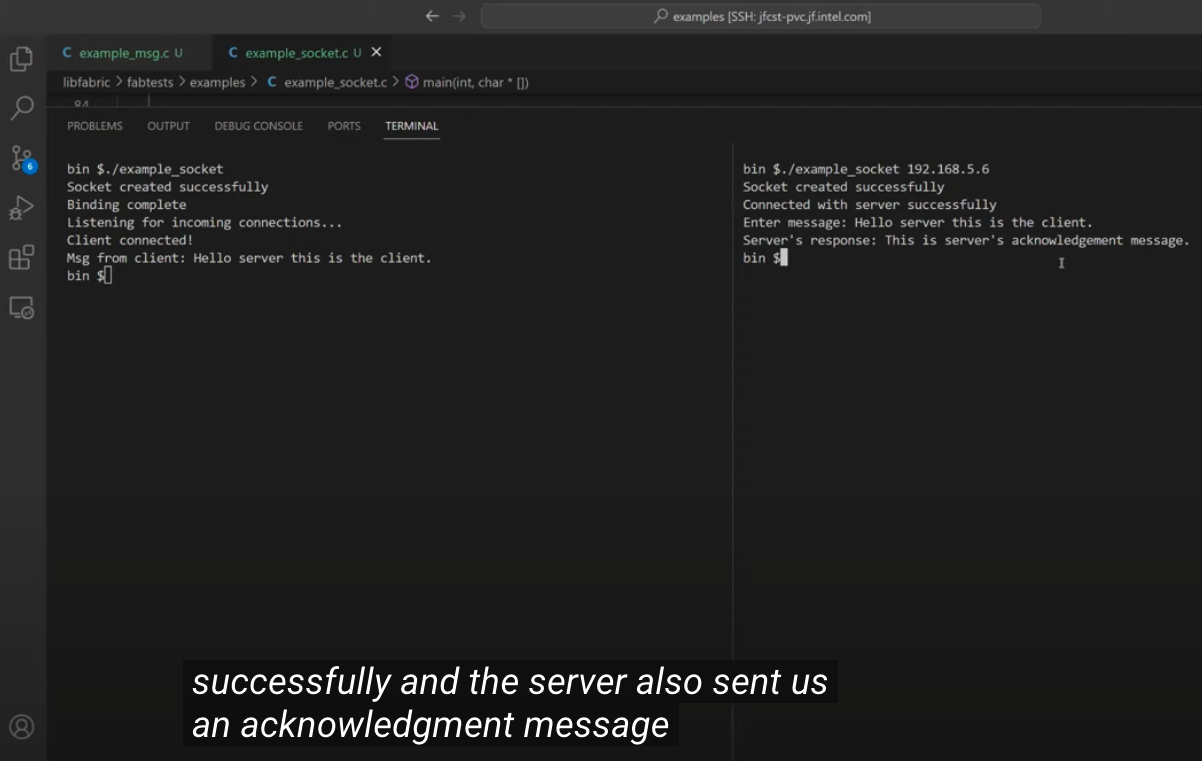 examples [SSH: jfcst-pvc.jf.intel.com]
C example_msg.c U
C example_socket.c U
libfabric > fabtests > examples > C example_socket.c > main(int, char * [])
84
6
PROBLEMS OUTPUT DEBUG CONSOLE PORTS TERMINAL
bin $./example_socket
Socket created successfully
Binding complete
Listening for incoming connections...
Client connected!
Msg from client: Hello server this is the client.
bin $
bin $./example_socket 192.168.5.6
Socket created successfully
Connected with server successfully
Enter message: Hello server this is the client.
Server's response: This is server's acknowledgement message.
bin $
successfully and the server also sent us
an acknowledgment message